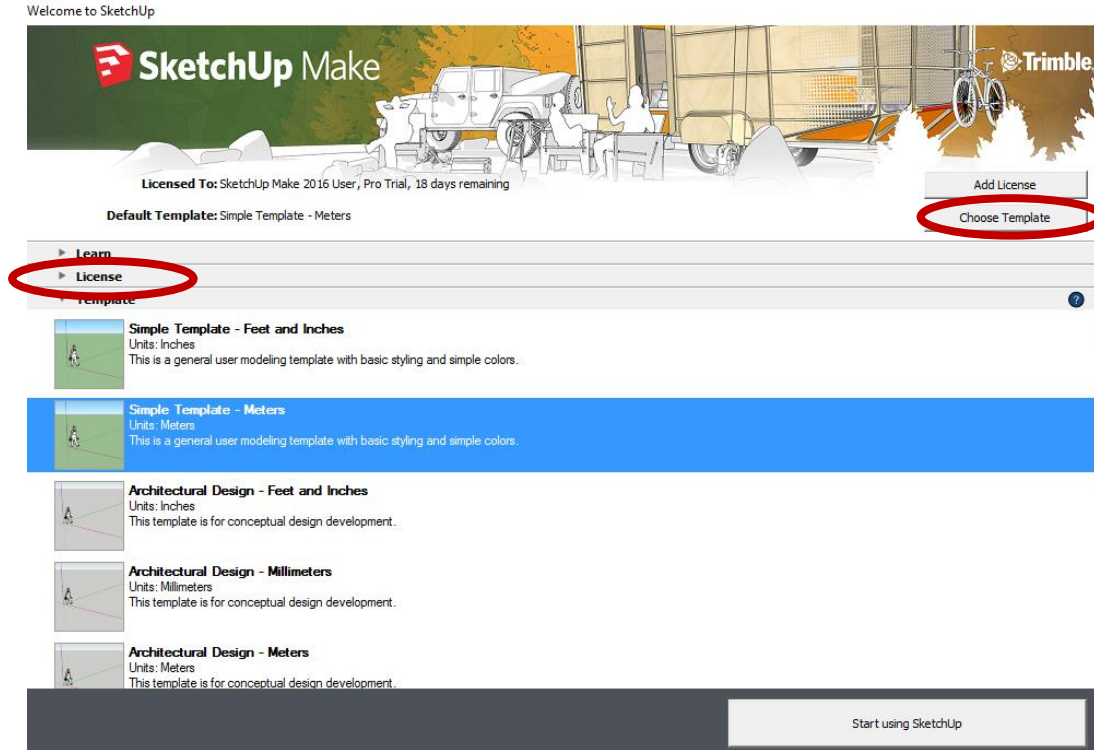 Welcome to SketchUp
SketchUp Make
Trimble
Licensed To: SketchUp Make 2016 User, Pro Trial, 18 days remaining
Add License
Default Template: Simple Template - Meters
Choose Template
Learn
License
Template
?
Simple Template - Feet and Inches
Units: Inches
This is a general user modeling template with basic styling and simple colors.
Simple Template - Meters
Units: Meters
This is a general user modeling template with basic styling and simple colors.
Architectural Design - Feet and Inches
Units: Inches
This template is for conceptual design development.
Architectural Design - Millimeters
Units: Millimeters
This template is for conceptual design development.
Architectural Design - Meters
Units: Meters
This template is for conceptual design development.
Start using SketchUp